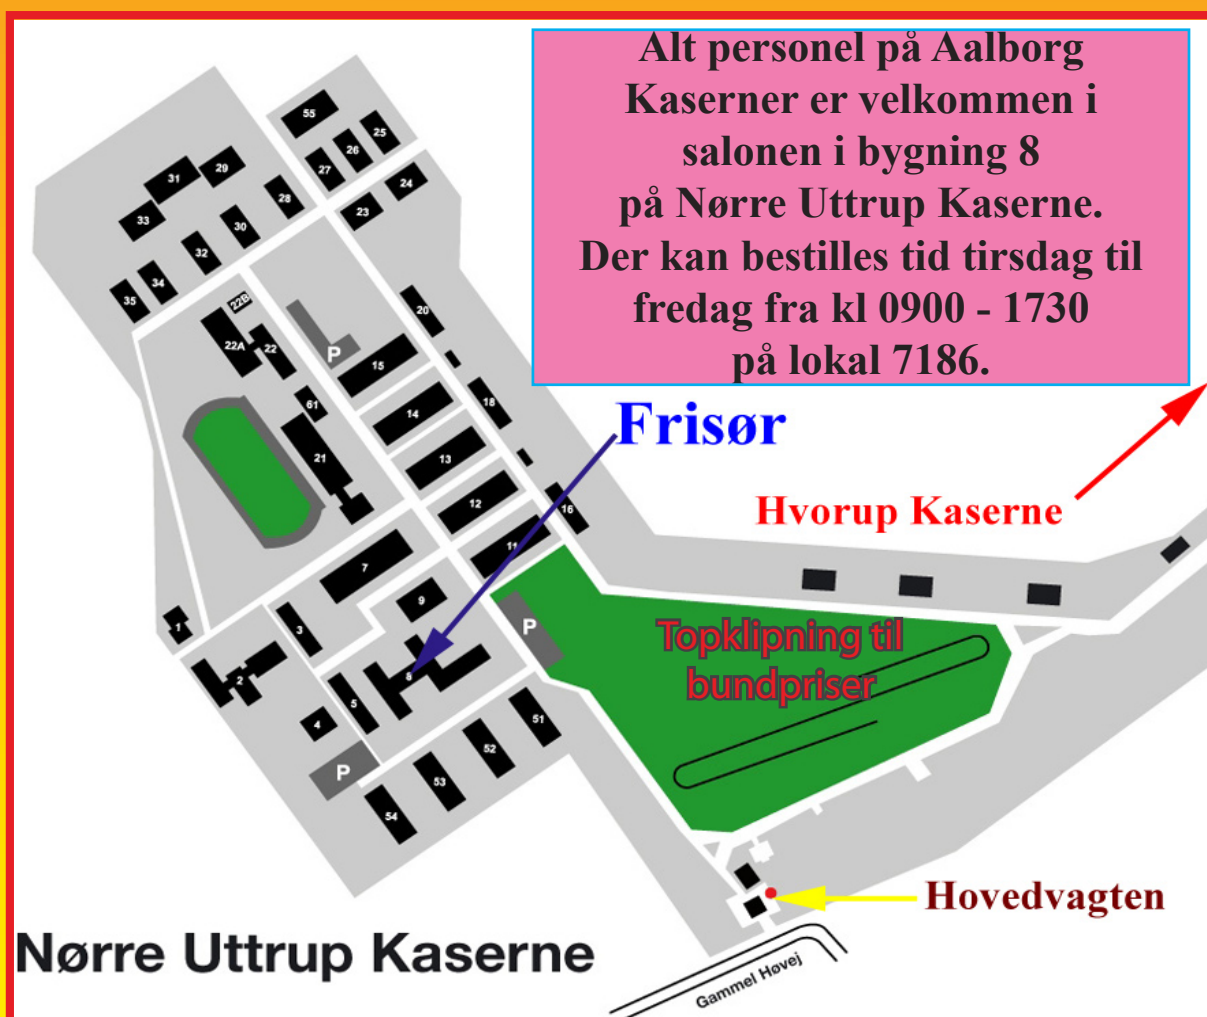 Alt personel på Aalborg
Kaserner er velkommen i
salonen i bygning 8
på Nørre Uttrup Kaserne.
Der kan bestilles tid tirsdag til
fredag fra kl 0900 - 1730
på lokal 7186.
55
25
26
27
29
31
24
28
23
33
30
32
34
35
22B
20
22A
22
P
15
61
18
14
21
13
12
16
11
Frisør
Hvorup Kaserne
7
9
1
3
P
Topklipning til
bundpriser
2
8
5
4
51
52
P
53
54
Hovedvagten
Nørre Uttrup Kaserne
Gammel Høvej